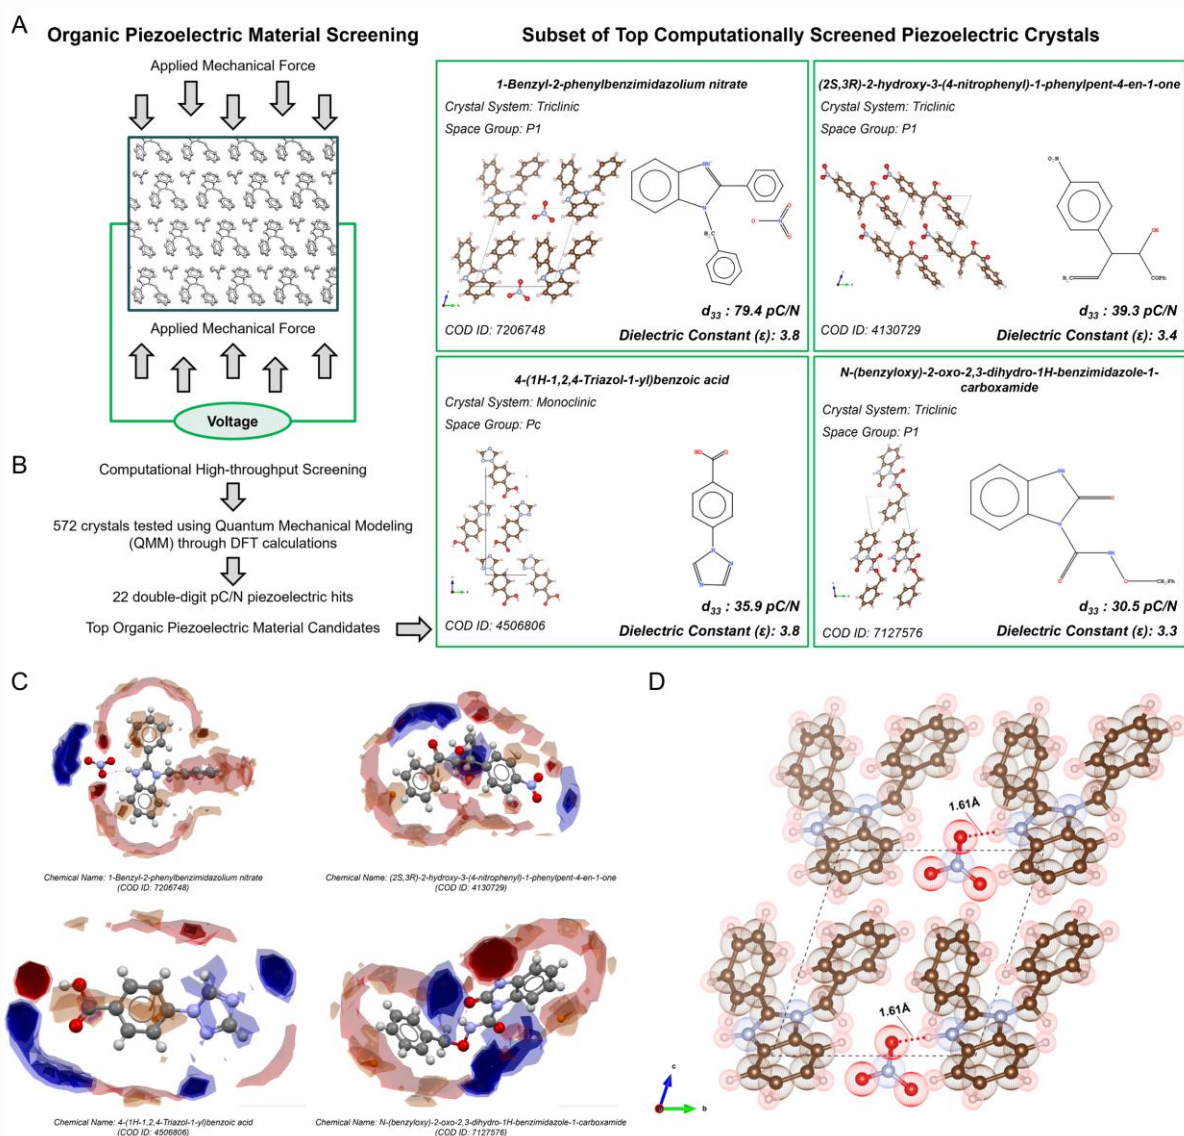 A
Organic Piezoelectric Material Screening
Applied Mechanical Force
Applied Mechanical Force
Voltage
B
Computational High-throughput Screening
572 crystals tested using Quantum Mechanical Modeling
(QMM) through DFT calculations
22 double-digit pC/N piezoelectric hits
Top Organic Piezoelectric Material Candidates
Subset of Top Computationally Screened Piezoelectric Crystals
1-Benzyl-2-phenylbenzimidazolium nitrate
Crystal System: Triclinic
Space Group: P1
d33 : 79.4 pC/N
COD ID: 7206748
Dielectric Constant (ε): 3.8
(2S,3R)-2-hydroxy-3-(4-nitrophenyl)-1-phenylpent-4-en-1-one
Crystal System: Triclinic
Space Group: P1
O₂N
OH
H₂C
COPh
d33 : 39.3 pC/N
COD ID: 4130729
Dielectric Constant (ε): 3.4
4-(1H-1,2,4-Triazol-1-yl)benzoic acid
Crystal System: Monoclinic
Space Group: Pc
HO
O
N
N
N
d33 : 35.9 pC/N
COD ID: 4506806
Dielectric Constant (ε): 3.8
N-(benzyloxy)-2-oxo-2,3-dihydro-1H-benzimidazole-1-
carboxamide
Crystal System: Triclinic
Space Group: P1
NH
O
N
O
NH
O
CH₂Ph
d33 : 30.5 pC/N
COD ID: 7127576
Dielectric Constant (ε): 3.3
C
Chemical Name: 1-Benzyl-2-phenylbenzimidazolium nitrate
(COD ID: 7206748)
Chemical Name: (2S,3R)-2-hydroxy-3-(4-nitrophenyl)-1-phenylpent-4-en-1-one
(COD ID: 4130729)
Chemical Name: 4-(1H-1,2,4-Triazol-1-yl)benzoic acid
(COD ID: 4506806)
Chemical Name: N-(benzyloxy)-2-oxo-2,3-dihydro-1H-benzimidazole-1-carboxamide
(COD ID: 7127576)
D
1.61Å
1.61Å
c
b